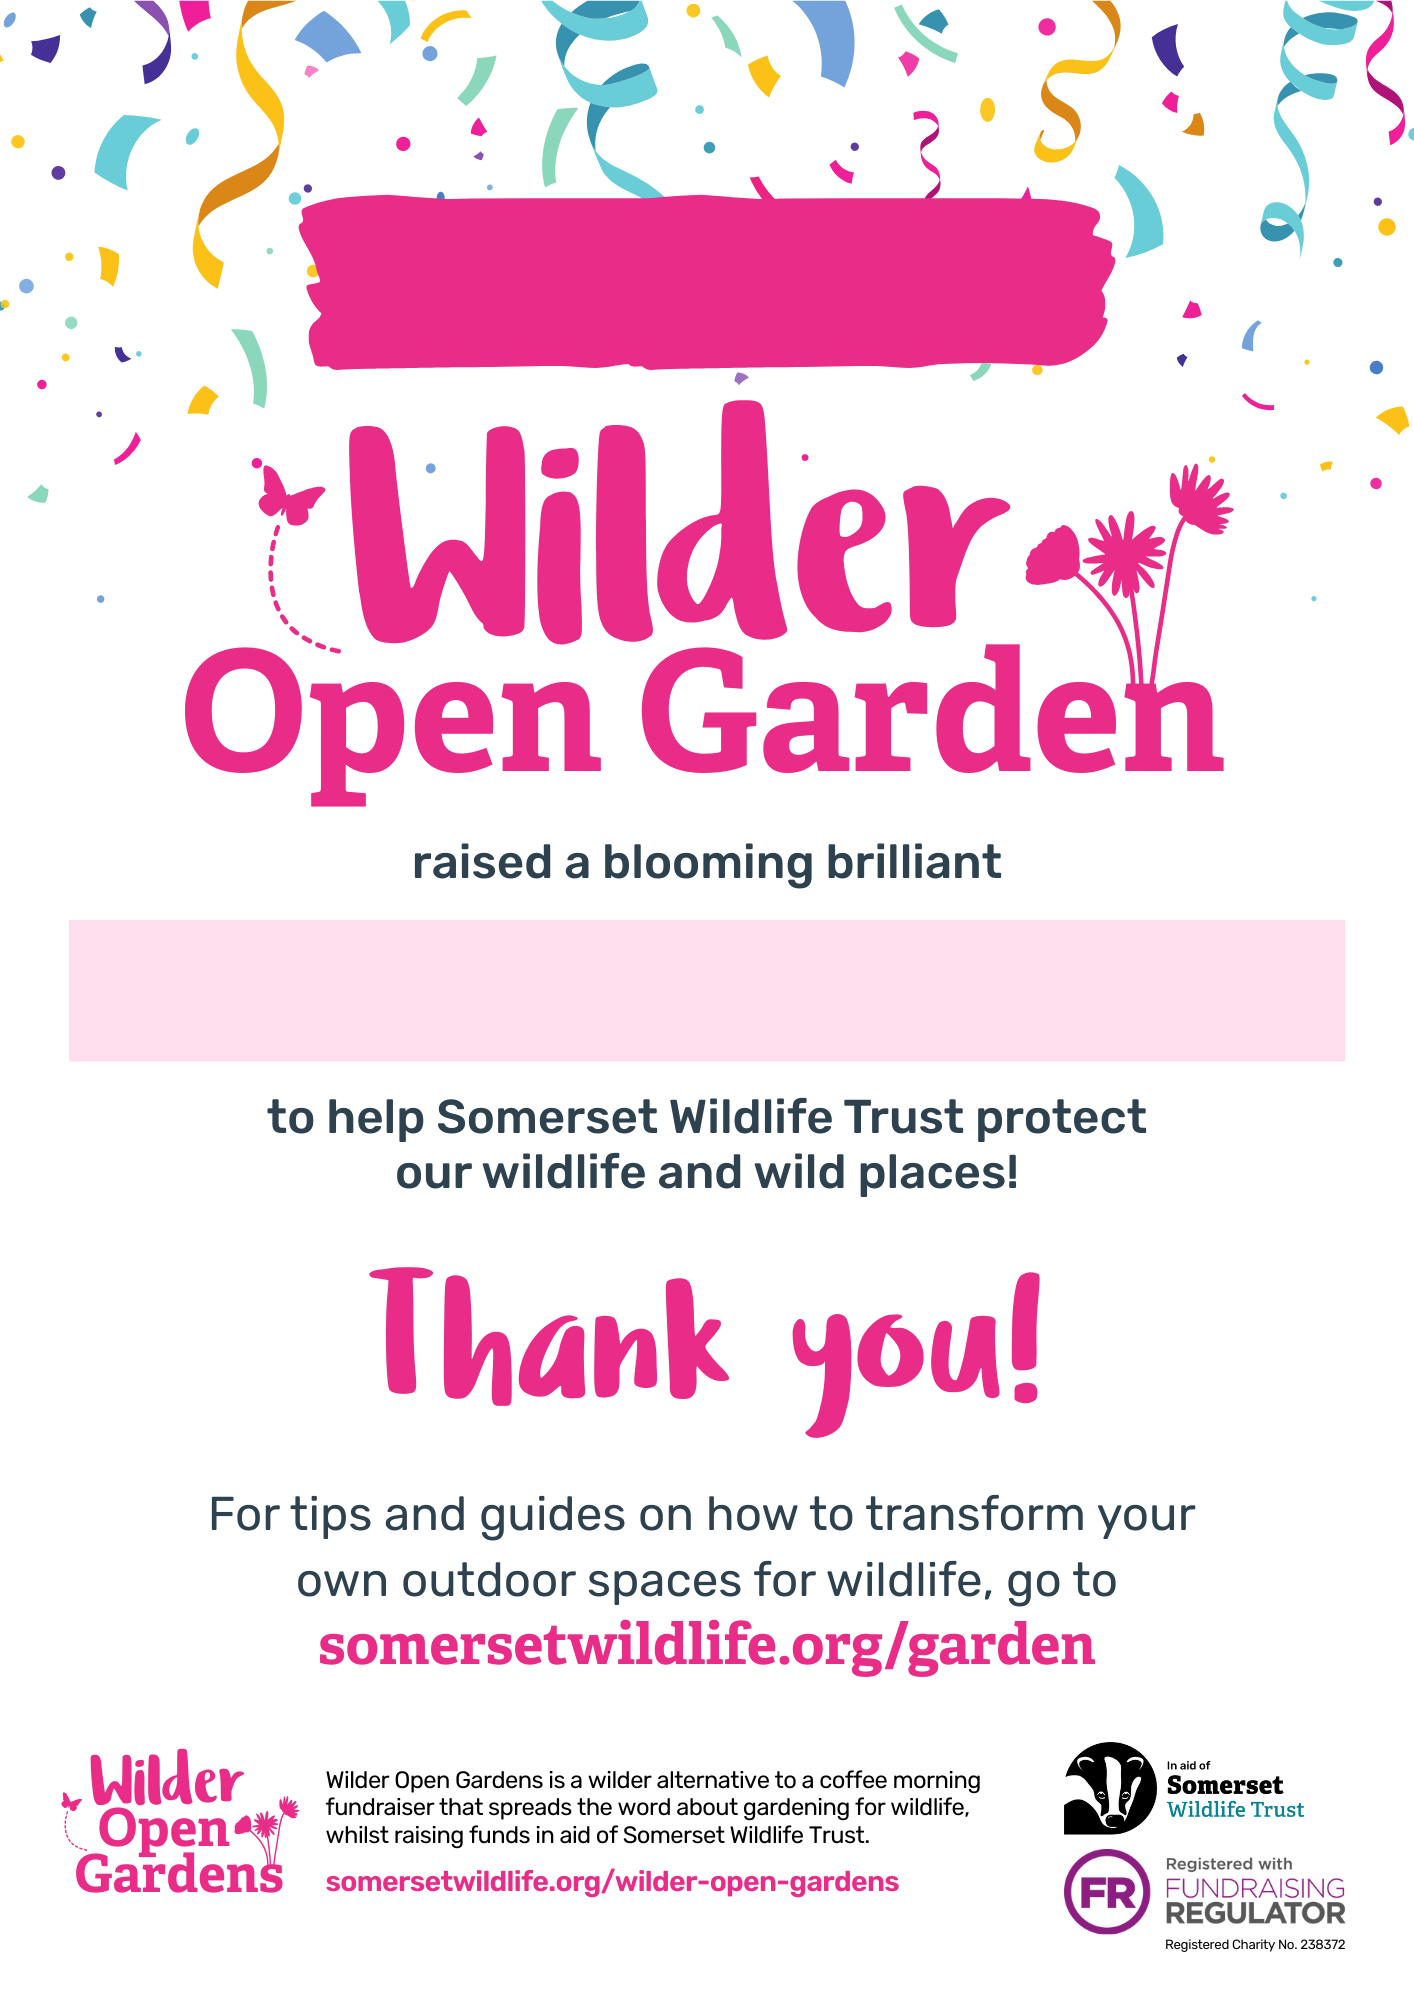 Wilder
Open Garden
raised a blooming brilliant
to help Somerset Wildlife Trust protect
our wildlife and wild places!
Thank you!
For tips and guides on how to transform your
own outdoor spaces for wildlife, go to
somersetwildlife.org/garden
Wilder
Open
Gardens
Wilder Open Gardens is a wilder alternative to a coffee morning
fundraiser that spreads the word about gardening for wildlife,
whilst raising funds in aid of Somerset Wildlife Trust.
somersetwildlife.org/wilder-open-gardens
In aid of
Somerset
Wildlife Trust
FR
Registered with
FUNDRAISING
REGULATOR
Registered Charity No. 238372